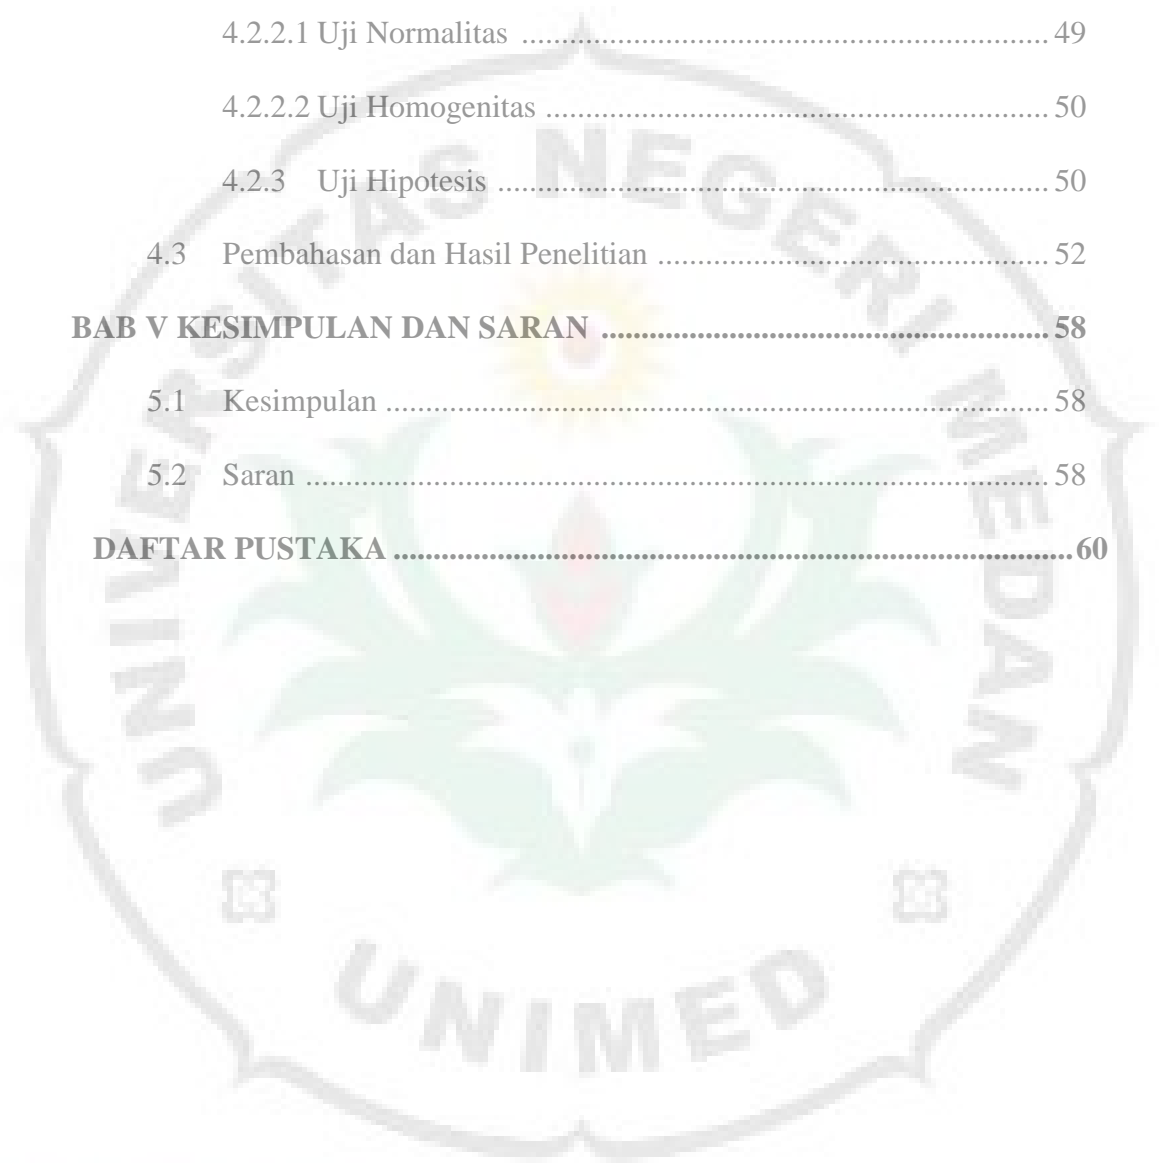 4.2.2.1 Uji Normalitas ........ 49
4.2.2.2 Uji Homogenitas ........ 50
4.2.3 Uji Hipotesis ........ 50
4.3 Pembahasan dan Hasil Penelitian ........ 52
BAB V KESIMPULAN DAN SARAN ........ 58
5.1 Kesimpulan ........ 58
5.2 Saran ........ 58
DAFTAR PUSTAKA ........ 60
UNIVERSITAS NEGERI MEDAN
UNIMED